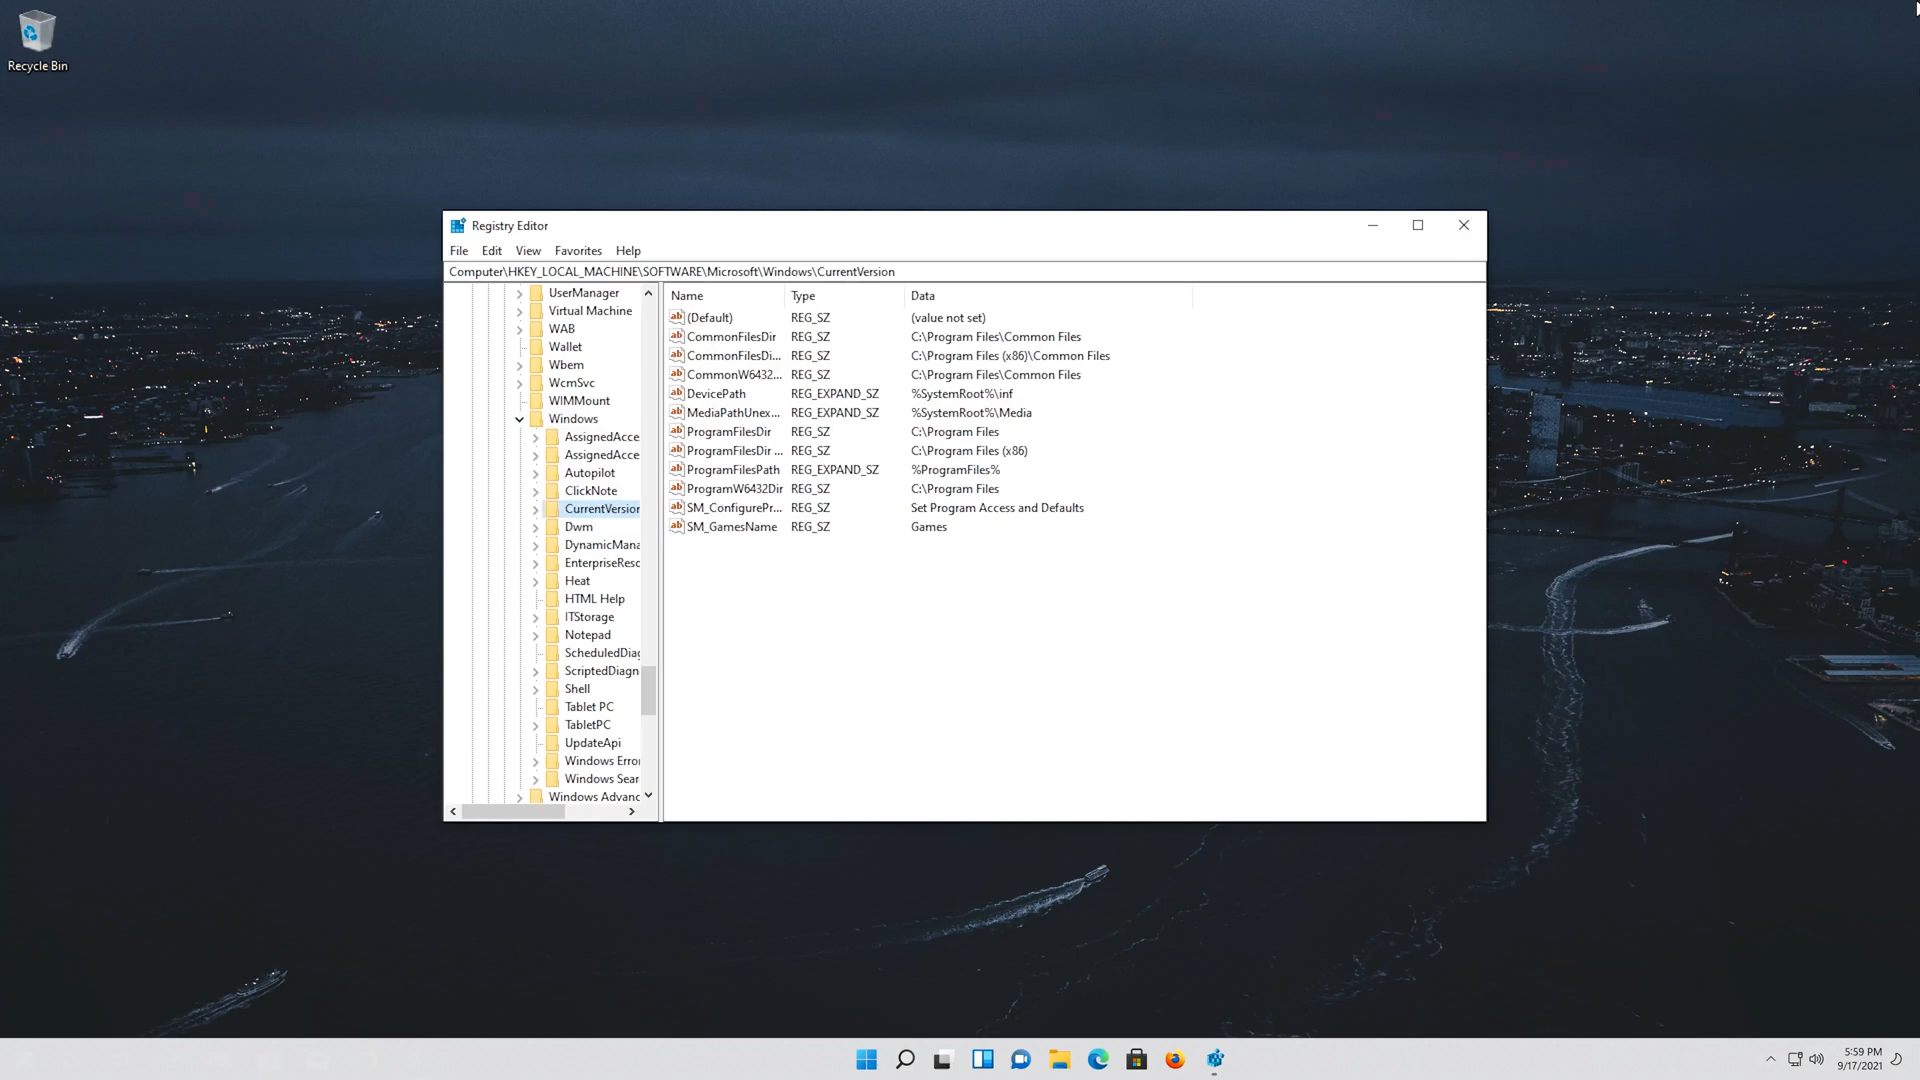 Recycle Bin
Registry Editor
File Edit View Favorites Help
Computer\HKEY_LOCAL_MACHINE\SOFTWARE\Microsoft\Windows\CurrentVersion
UserManager
Virtual Machine
WAB
Wallet
Wbem
WcmSvc
WIMMount
Windows
AssignedAcce
AssignedAcce
Autopilot
ClickNote
CurrentVersion
Dwm
DynamicMana
EnterpriseResc
Heat
HTML Help
ITStorage
Notepad
ScheduledDiag
ScriptedDiagn
Shell
Tablet PC
TabletPC
UpdateApi
Windows Error
Windows Sear
Windows Advanc
Name Type Data
(Default) REG_SZ (value not set)
CommonFilesDir REG_SZ C:\Program Files\Common Files
CommonFilesDi... REG_SZ C:\Program Files (x86)\Common Files
CommonW6432... REG_SZ C:\Program Files\Common Files
DevicePath REG_EXPAND_SZ %SystemRoot%\inf
MediaPathUnex... REG_EXPAND_SZ %SystemRoot%\Media
ProgramFilesDir REG_SZ C:\Program Files
ProgramFilesDir ... REG_SZ C:\Program Files (x86)
ProgramFilesPath REG_EXPAND_SZ %ProgramFiles%
ProgramW6432Dir REG_SZ C:\Program Files
SM_ConfigurePr... REG_SZ Set Program Access and Defaults
SM_GamesName REG_SZ Games
5:59 PM
9/17/2021